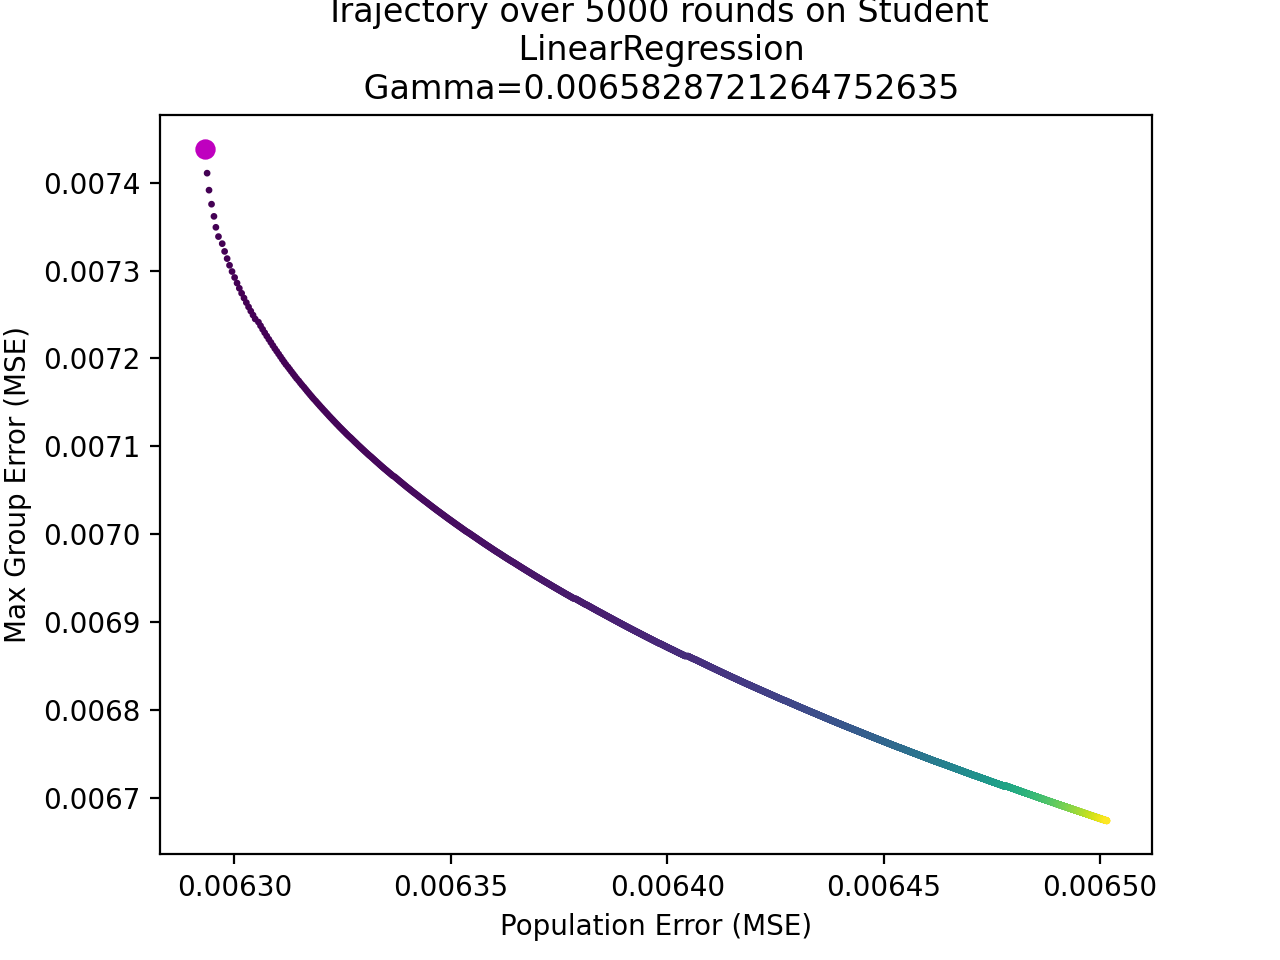 Trajectory over 5000 rounds on Student
LinearRegression
Gamma=0.0065828721264752635
Max Group Error (MSE)
0.0074
0.0073
0.0072
0.0071
0.0070
0.0069
0.0068
0.0067
0.00630 0.00635 0.00640 0.00645 0.00650
Population Error (MSE)